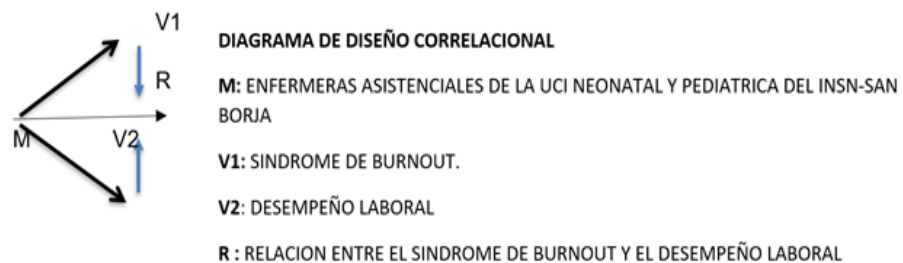 V1
R
M
V2
DIAGRAMA DE DISEÑO CORRELACIONAL
M: ENFERMERAS ASISTENCIALES DE LA UCI NEONATAL Y PEDIATRICA DEL INSN-SAN
BORJA
V1: SINDROME DE BURNOUT.
V2: DESEMPEÑO LABORAL
R : RELACION ENTRE EL SINDROME DE BURNOUT Y EL DESEMPEÑO LABORAL